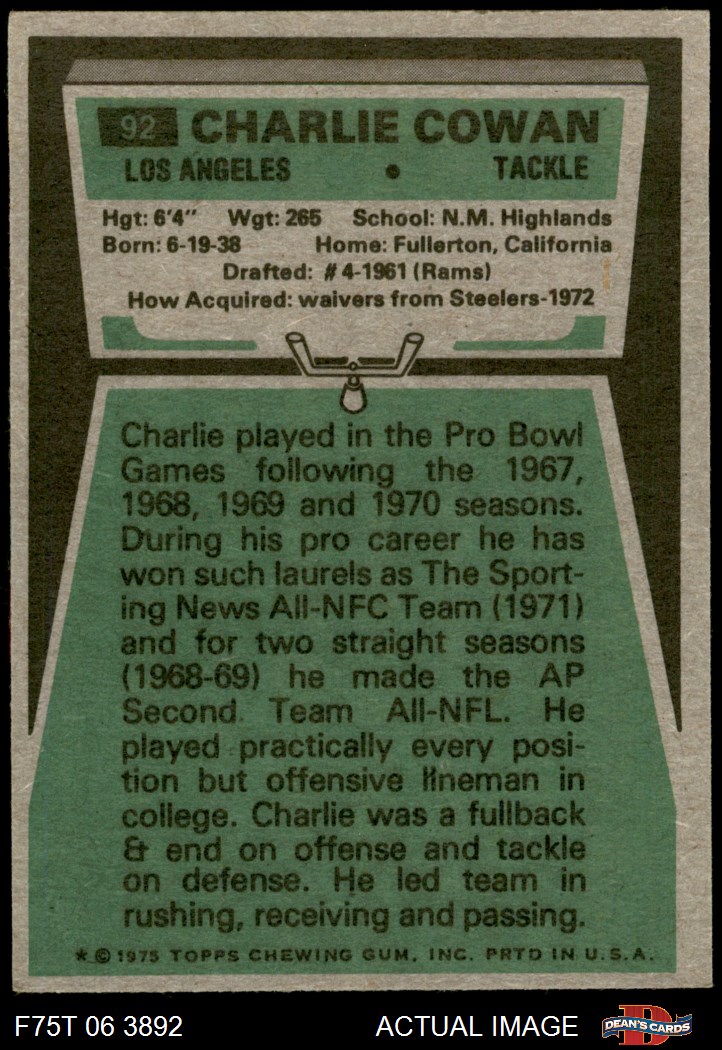 92 CHARLIE COWAN
LOS ANGELES • TACKLE
Hgt: 6'4" Wgt: 265 School: N.M. Highlands
Born: 6-19-38 Home: Fullerton, California
Drafted: #4-1961 (Rams)
How Acquired: waivers from Steelers-1972
Charlie played in the Pro Bowl
Games following the 1967,
1968, 1969 and 1970 seasons.
During his pro career he has
won such laurels as The Sport-
ing News All-NFC Team (1971)
and for two straight seasons
(1968-69) he made the AP
Second Team All-NFL. He
played practically every posi-
tion but offensive lineman in
college. Charlie was a fullback
& end on offense and tackle
on defense. He led team in
rushing, receiving and passing.
* © 1975 TOPPS CHEWING GUM, INC. PRTD IN U.S.A.
F75T 06 3892 ACTUAL IMAGE D DEAN'S CARDS